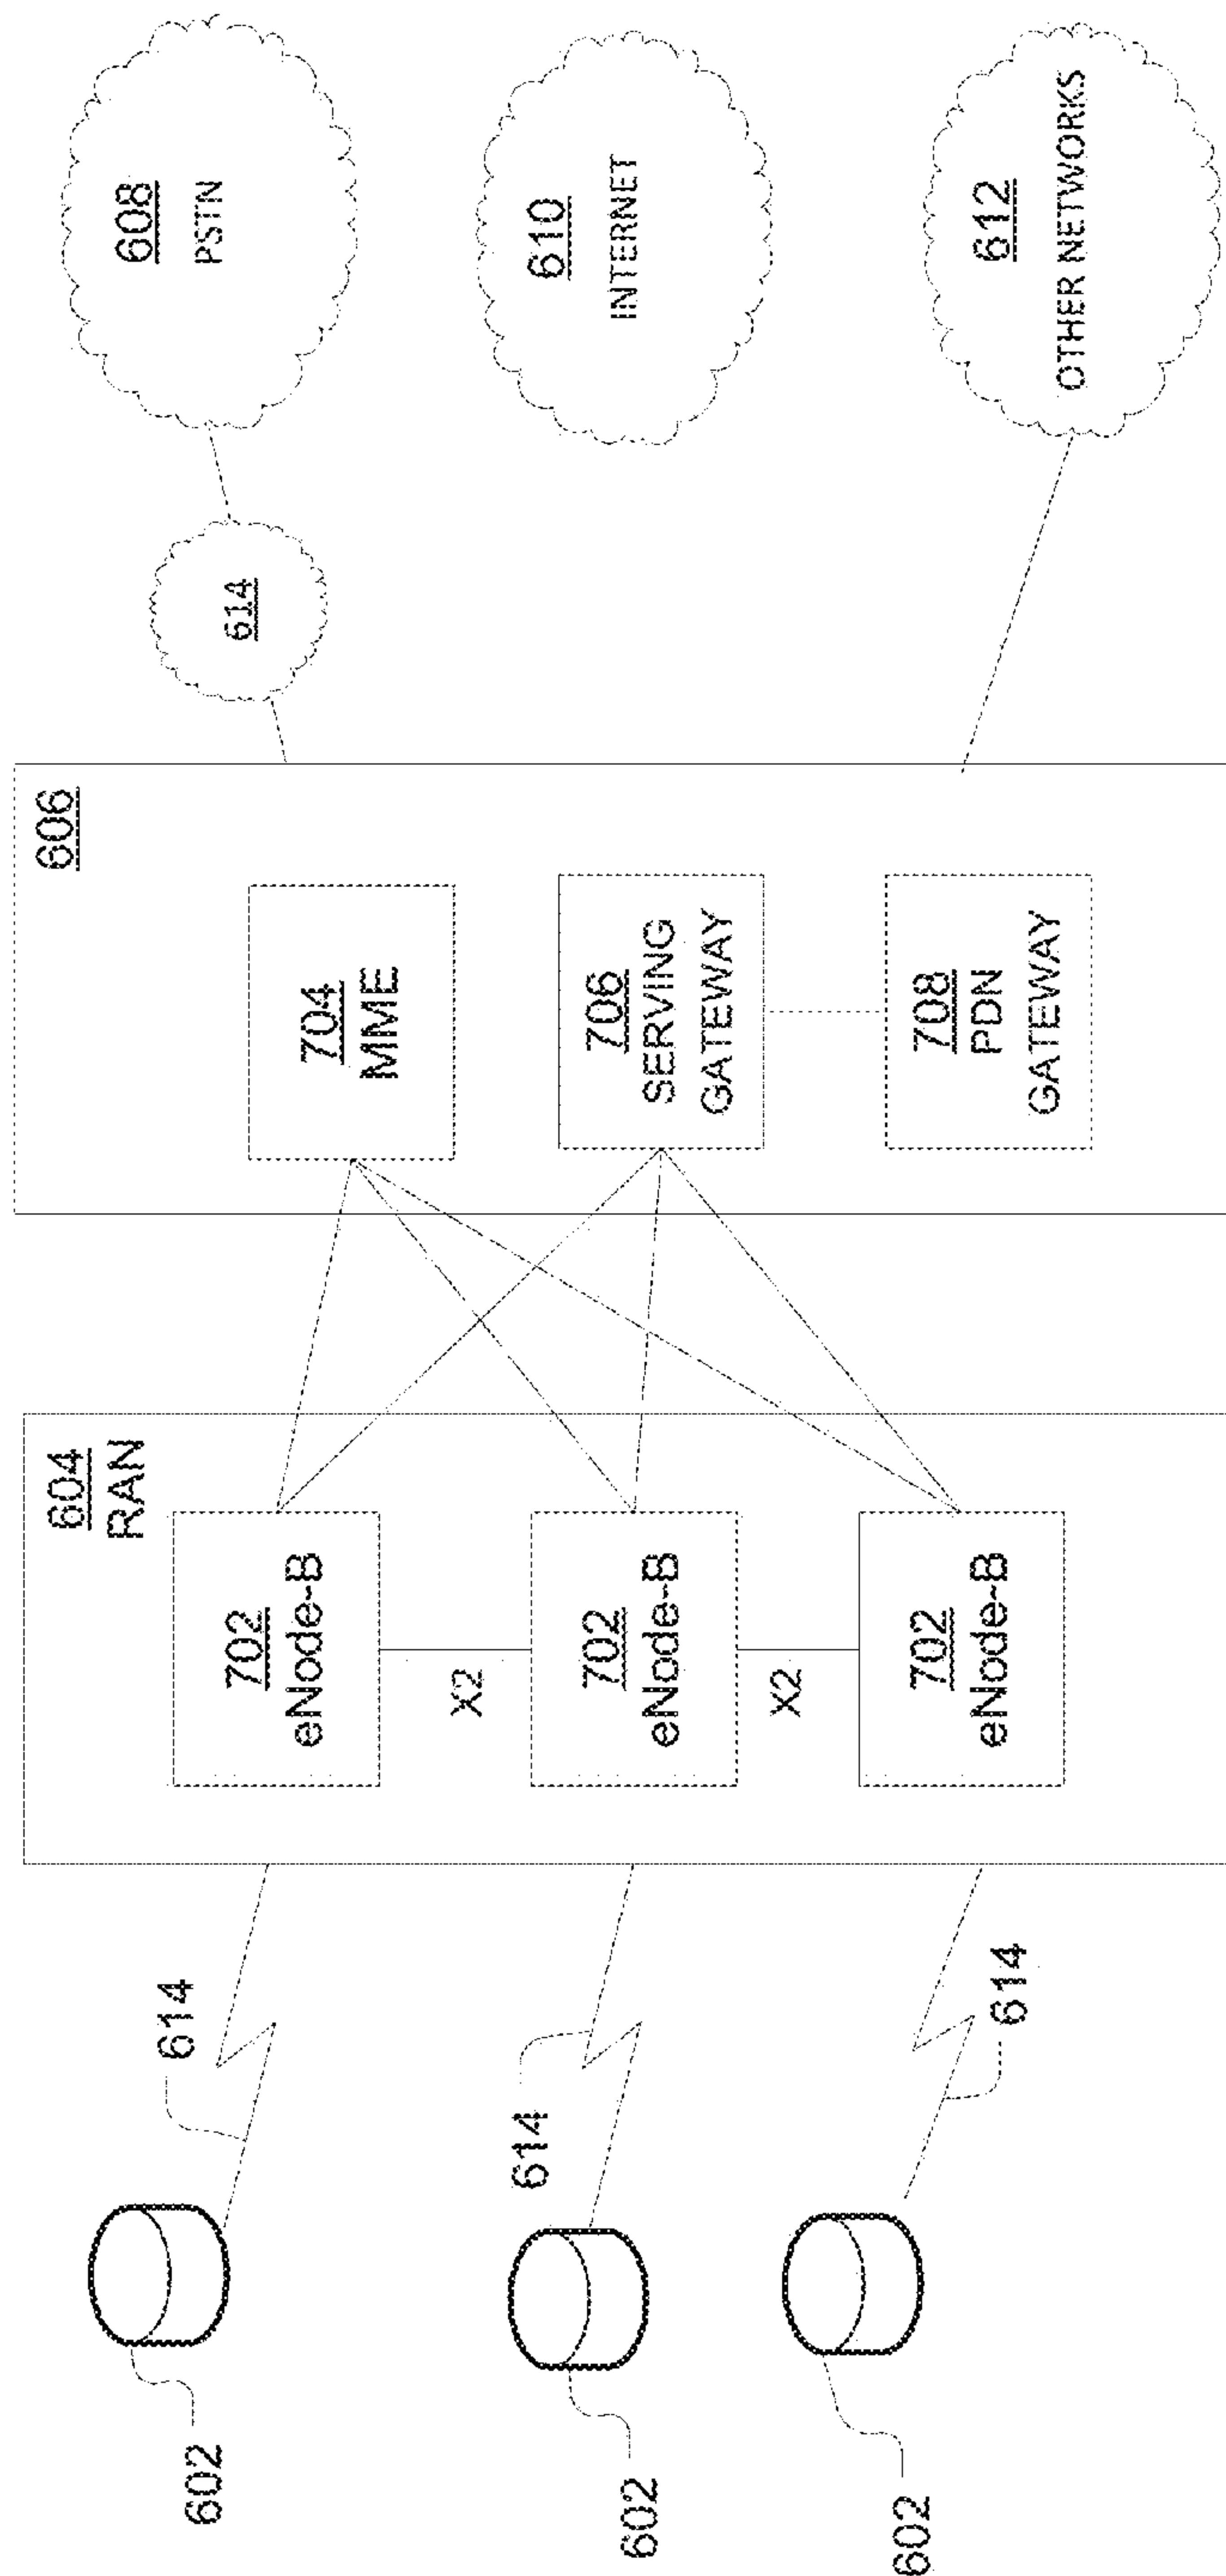 602
602
602
614
614
614
604
RAN
702
eNode-B
X2
702
eNode-B
X2
702
eNode-B
606
704
MME
706
SERVING
GATEWAY
708
PDN
GATEWAY
614
608
PSTN
610
INTERNET
612
OTHER NETWORKS